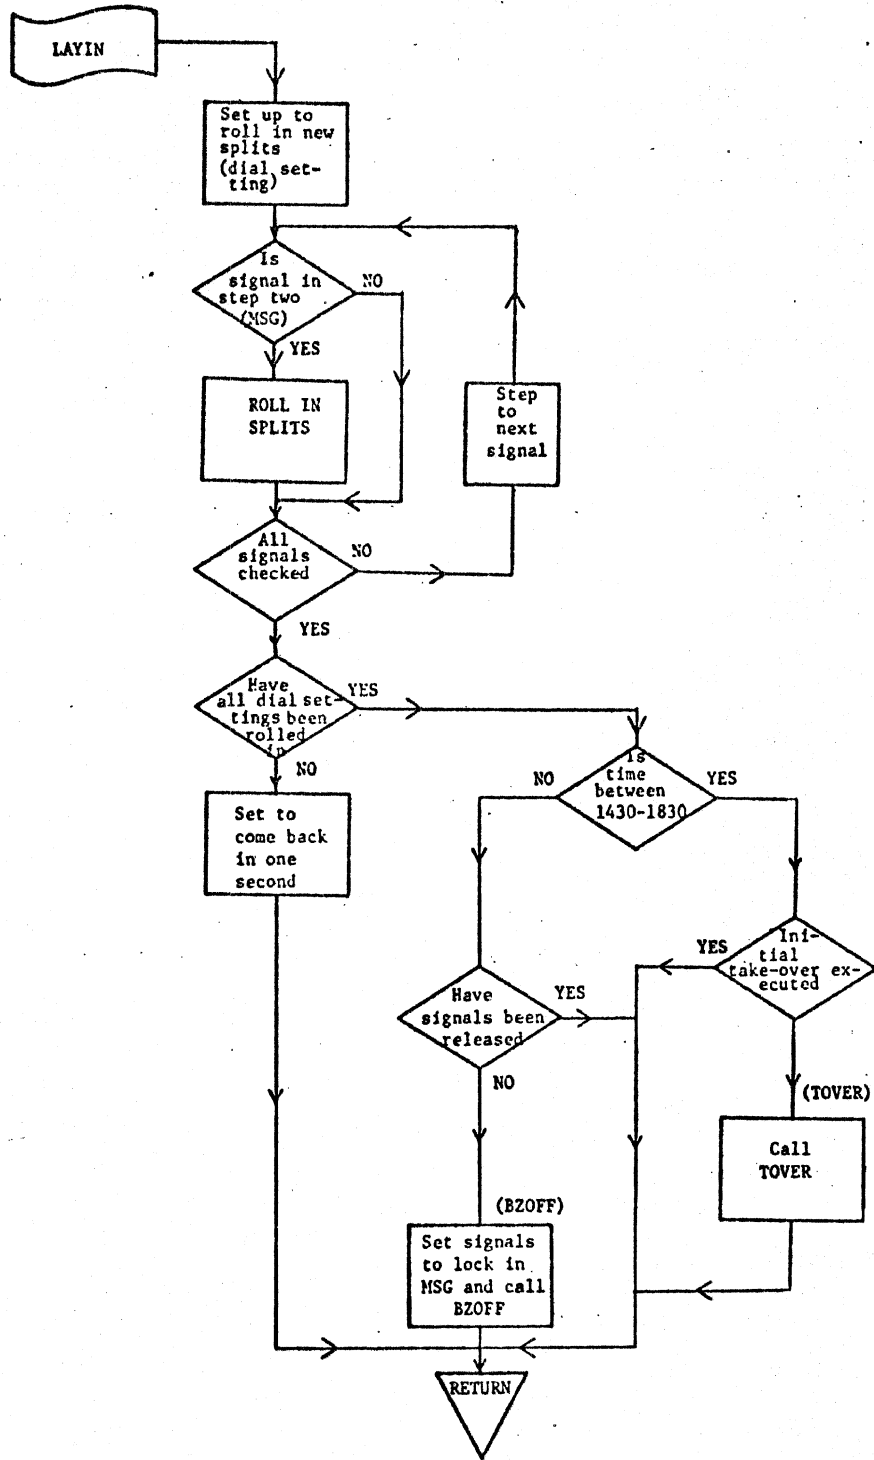 LAYIN
Set up to
roll in new
splits
(dial set-
ting)
Is
signal in
step two
(MSG)
NO
YES
ROLL IN
SPLITS
Step
to
next
signal
All
signals
checked
NO
YES
Have
all dial set-
tings been
rolled
in
YES
NO
Set to
come back
in one
second
Is
time
between
1430-1830
NO
YES
Ini-
tial
take-over ex-
ecuted
YES
Have
signals been
released
YES
NO
(TOVER)
Call
TOVER
(BZOFF)
Set signals
to lock in
MSG and call
BZOFF
RETURN